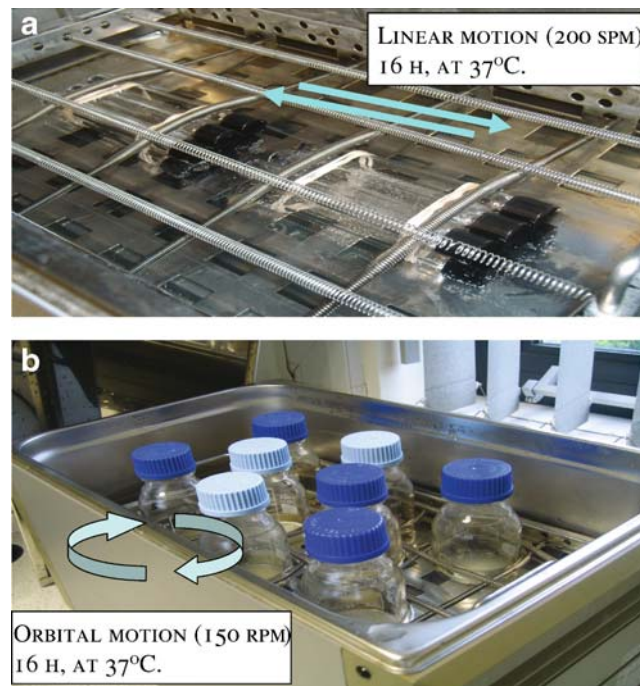 a
LINEAR MOTION (200 SPM)
16 H, AT 37°C.
b
ORBITAL MOTION (150 RPM)
16 H, AT 37°C.